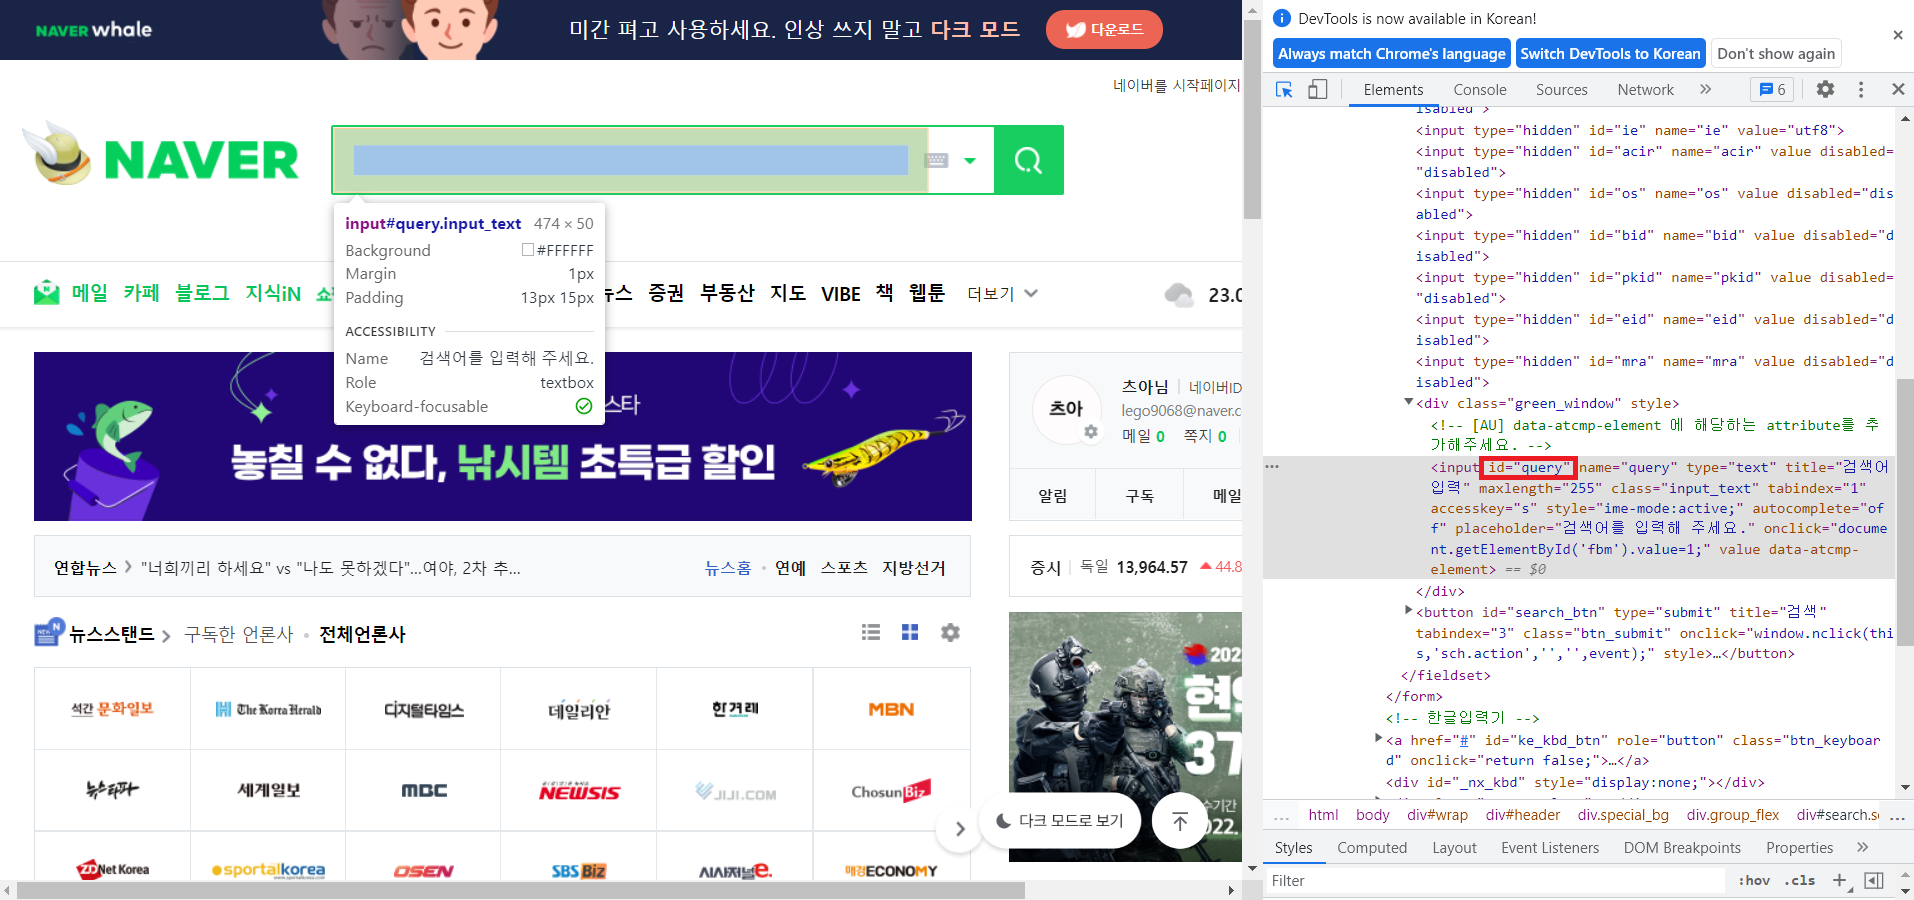 NAVER whale
미간 펴고 사용하세요. 인상 쓰지 말고 다크 모드
다운로드
네이버를 시작페이지
NAVER
input#query.input_text 474 × 50
Background #FFFFFF
Margin 1px
Padding 13px 15px
ACCESSIBILITY
Name 검색어를 입력해 주세요.
Role textbox
Keyboard-focusable
메일 카페 블로그 지식iN 쇼 뉴스 증권 부동산 지도 VIBE 책 웹툰 더보기
23.0
스타
놓칠 수 없다, 낚시템 초특급 할인
츠아
츠아님 네이버ID
lego9068@naver.c
메일 0 쪽지 0
알림 구독 메일
연합뉴스 "너희끼리 하세요" vs "나도 못하겠다"...여야, 2차 추...
뉴스홈 연예 스포츠 지방선거
증시 독일 13,964.57 44.8
NEW N
뉴스스탠드 구독한 언론사 전체언론사
석간 문화일보 The Korea Herald 디지털타임스 데일리안 한겨레 MBN
뉴스타파 세계일보 MBC NEWSIS JIJI.COM ChosunBiz
ZDNet Korea sportalkorea OSEN SBS Biz 시사저널e. 매경ECONOMY
202
현
37
수기간
022.
다크 모드로 보기
DevTools is now available in Korean!
Always match Chrome's language Switch DevTools to Korean Don't show again
Elements Console Sources Network 6
isabled">
<input type="hidden" id="ie" name="ie" value="utf8">
<input type="hidden" id="acir" name="acir" value disabled=
"disabled">
<input type="hidden" id="os" name="os" value disabled="dis
abled">
<input type="hidden" id="bid" name="bid" value disabled="d
isabled">
<input type="hidden" id="pkid" name="pkid" value disabled=
"disabled">
<input type="hidden" id="eid" name="eid" value disabled="d
isabled">
<input type="hidden" id="mra" name="mra" value disabled="d
isabled">
<div class="green_window" style>
<!-- [AU] data-atcmp-element 에 해당하는 attribute를 추
가해주세요. -->
<input id="query" name="query" type="text" title="검색어
입력" maxlength="255" class="input_text" tabindex="1"
accesskey="s" style="ime-mode:active;" autocomplete="of
f" placeholder="검색어를 입력해 주세요." onclick="docume
nt.getElementById('fbm').value=1;" value data-atcmp-
element> == $0
</div>
<button id="search_btn" type="submit" title="검색"
tabindex="3" class="btn_submit" onclick="window.nclick(thi
s,'sch.action','','',event);" style>…</button>
</fieldset>
</form>
<!-- 한글입력기 -->
<a href="#" id="ke_kbd_btn" role="button" class="btn_keyboar
d" onclick="return false;">…</a>
<div id="_nx_kbd" style="display:none;"></div>
... html body div#wrap div#header div.special_bg div.group_flex div#search.se ...
Styles Computed Layout Event Listeners DOM Breakpoints Properties
Filter :hov .cls